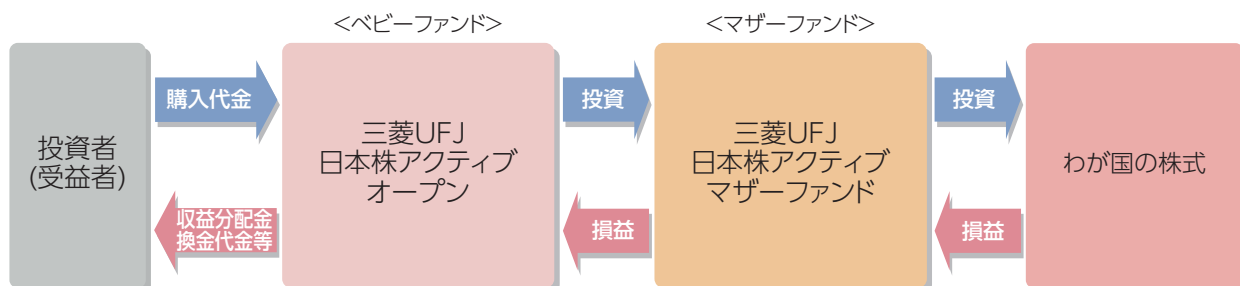 <ベビーファンド>
<マザーファンド>
投資者
(受益者)
購入代金
収益分配金
換金代金等
三菱UFJ
日本株アクティブ
オープン
投資
損益
三菱UFJ
日本株アクティブ
マザーファンド
投資
損益
わが国の株式